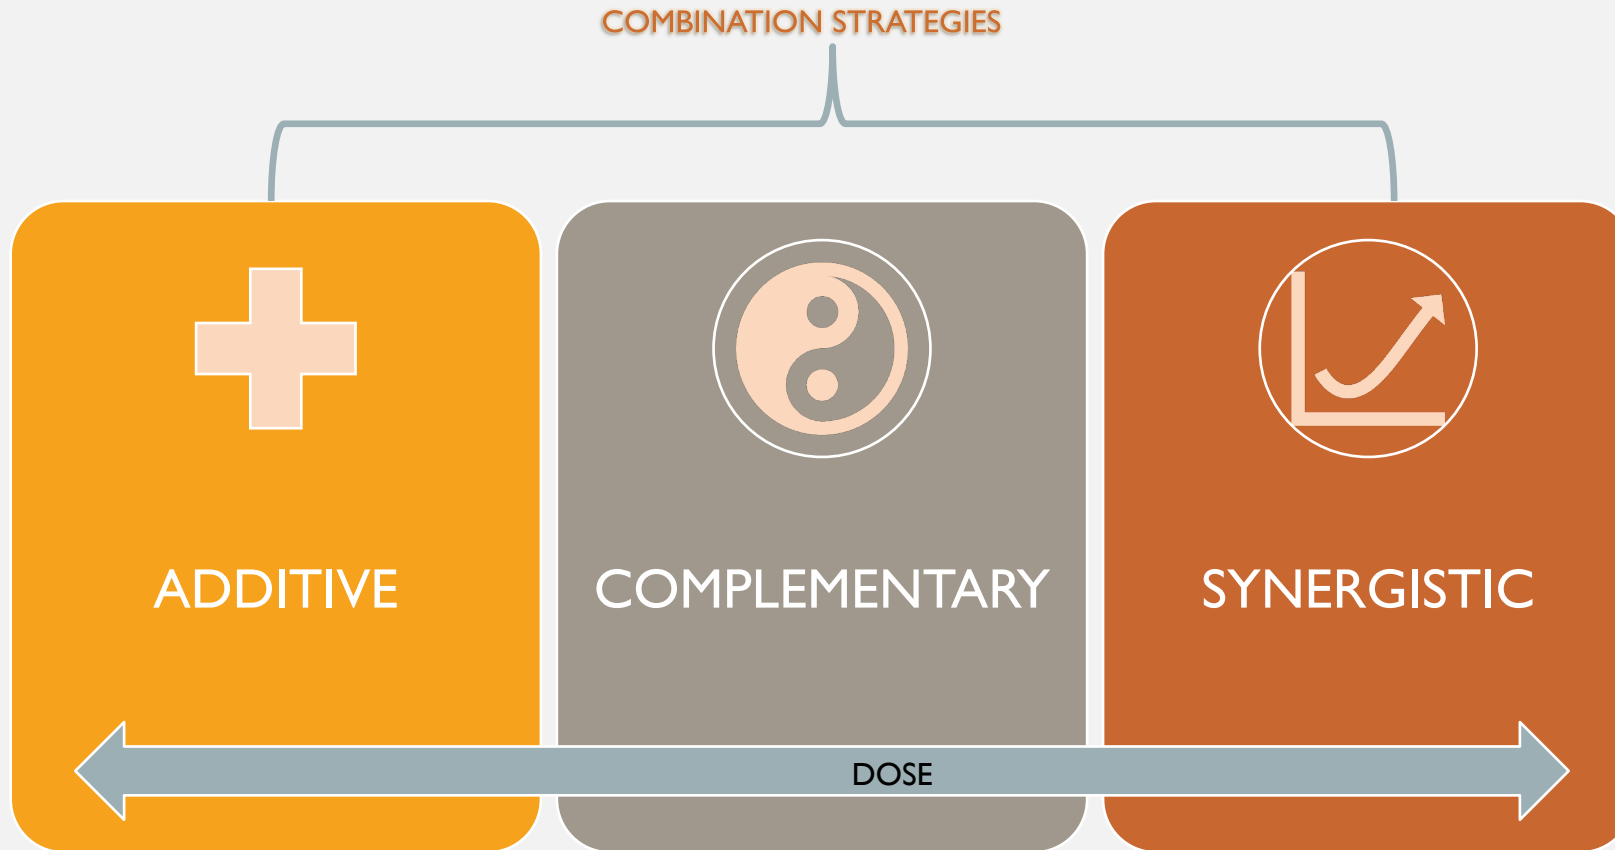 COMBINATION STRATEGIES
ADDITIVE
COMPLEMENTARY
SYNERGISTIC
DOSE